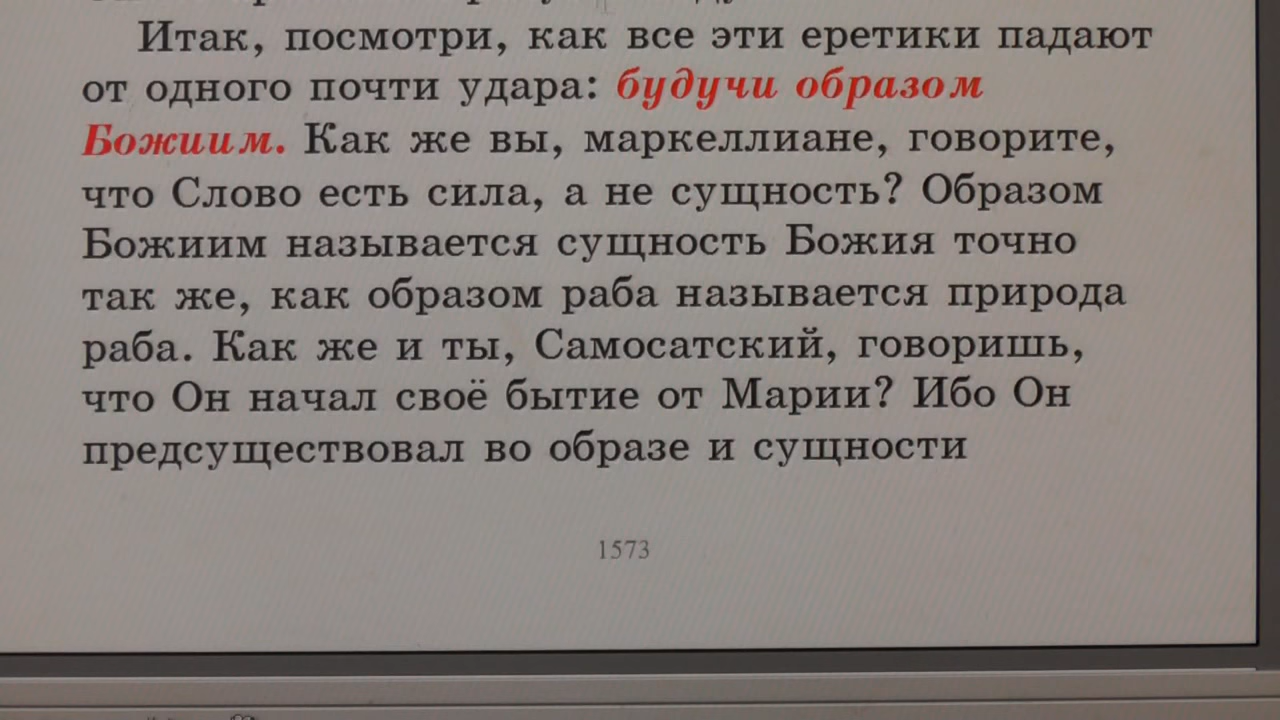 Итак, посмотри, как все эти еретики падают
от одного почти удара: будучи образом
Божиим. Как же вы, маркеллиане, говорите,
что Слово есть сила, а не сущность? Образом
Божиим называется сущность Божия точно
так же, как образом раба называется природа
раба. Как же и ты, Самосатский, говоришь,
что Он начал своё бытие от Марии? Ибо Он
предсуществовал во образе и сущности
1573